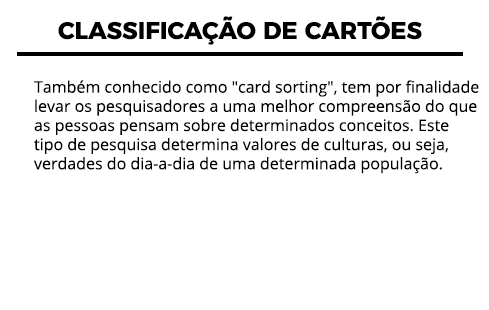 CLASSIFICAÇÃO DE CARTÕES
Também conhecido como "card sorting", tem por finalidade
levar os pesquisadores a uma melhor compreensão do que
as pessoas pensam sobre determinados conceitos. Este
tipo de pesquisa determina valores de culturas, ou seja,
verdades do dia-a-dia de uma determinada população.